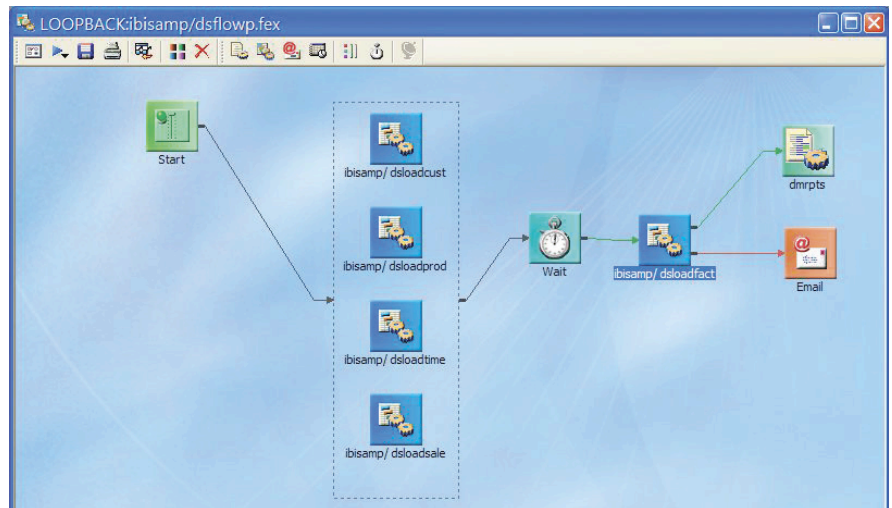 LOOPBACK:ibisamp/dsflowp.fex
Start
ibisamp/ dsloadcust
ibisamp/ dsloadprod
ibisamp/ dsloadtime
ibisamp/ dsloadsale
Wait
ibisamp/ dsloadfact
dmrpts
Email